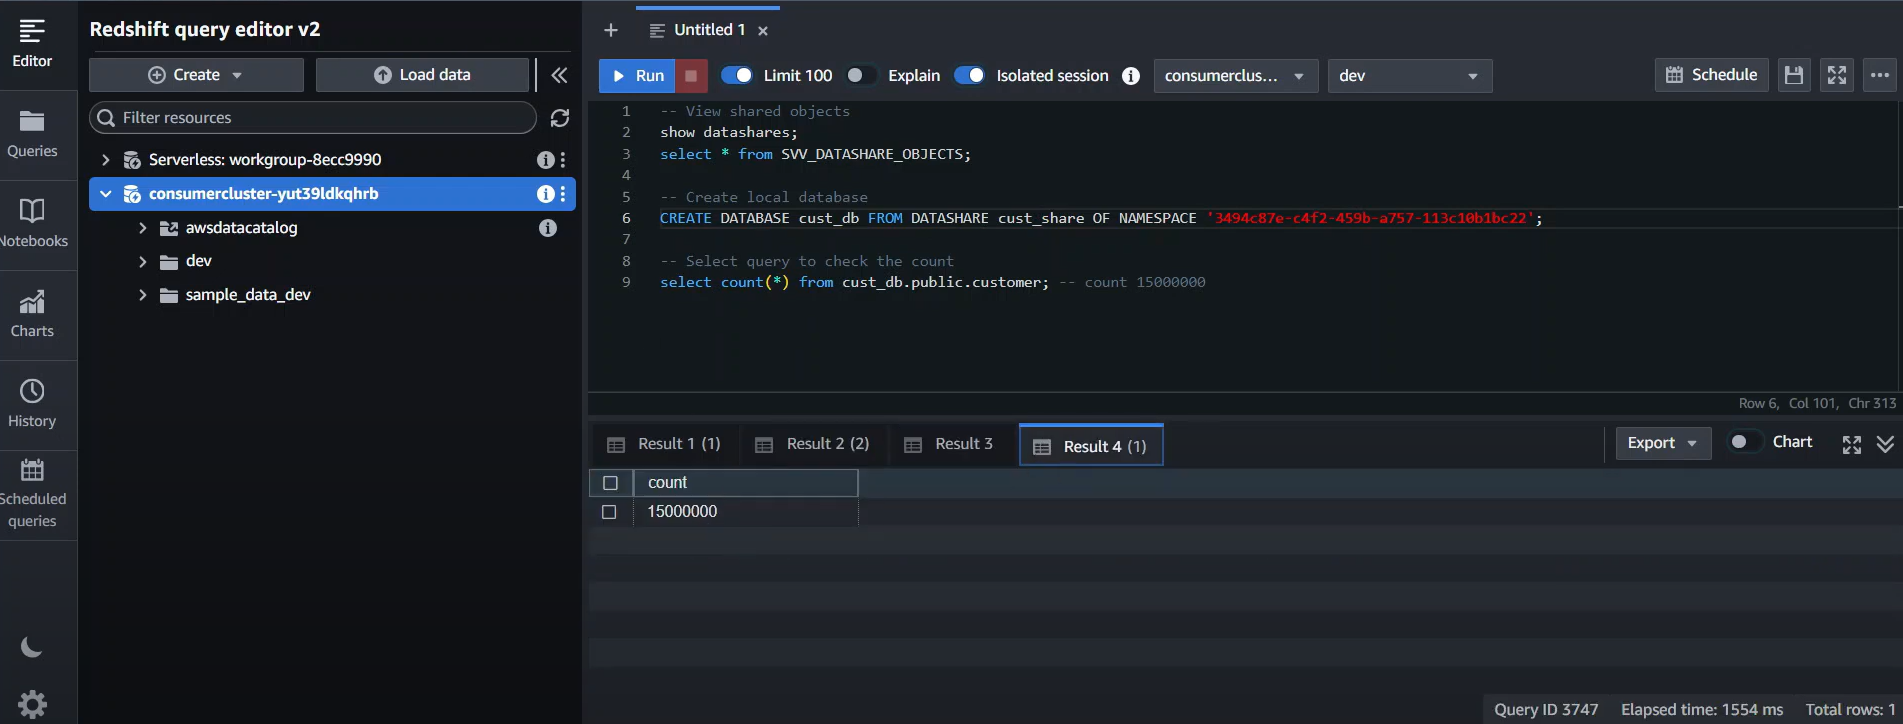 Editor
Queries
Notebooks
Charts
History
Scheduled
queries
Redshift query editor v2
Create
Load data
Filter resources
Serverless: workgroup-8ecc9990
consumercluster-yut39ldkqhrb
awsdatacatalog
dev
sample_data_dev
Untitled 1
Run
Limit 100
Explain
Isolated session
consumerclus...
dev
Schedule
1 -- View shared objects
2 show datashares;
3 select * from SVV_DATASHARE_OBJECTS;
4
5 -- Create local database
6 CREATE DATABASE cust_db FROM DATASHARE cust_share OF NAMESPACE '3494c87e-c4f2-459b-a757-113c10b1bc22';
7
8 -- Select query to check the count
9 select count(*) from cust_db.public.customer; -- count 15000000
Row 6, Col 101, Chr 313
Result 1 (1)
Result 2 (2)
Result 3
Result 4 (1)
Export
Chart
count
15000000
Query ID 3747 Elapsed time: 1554 ms Total rows: 1